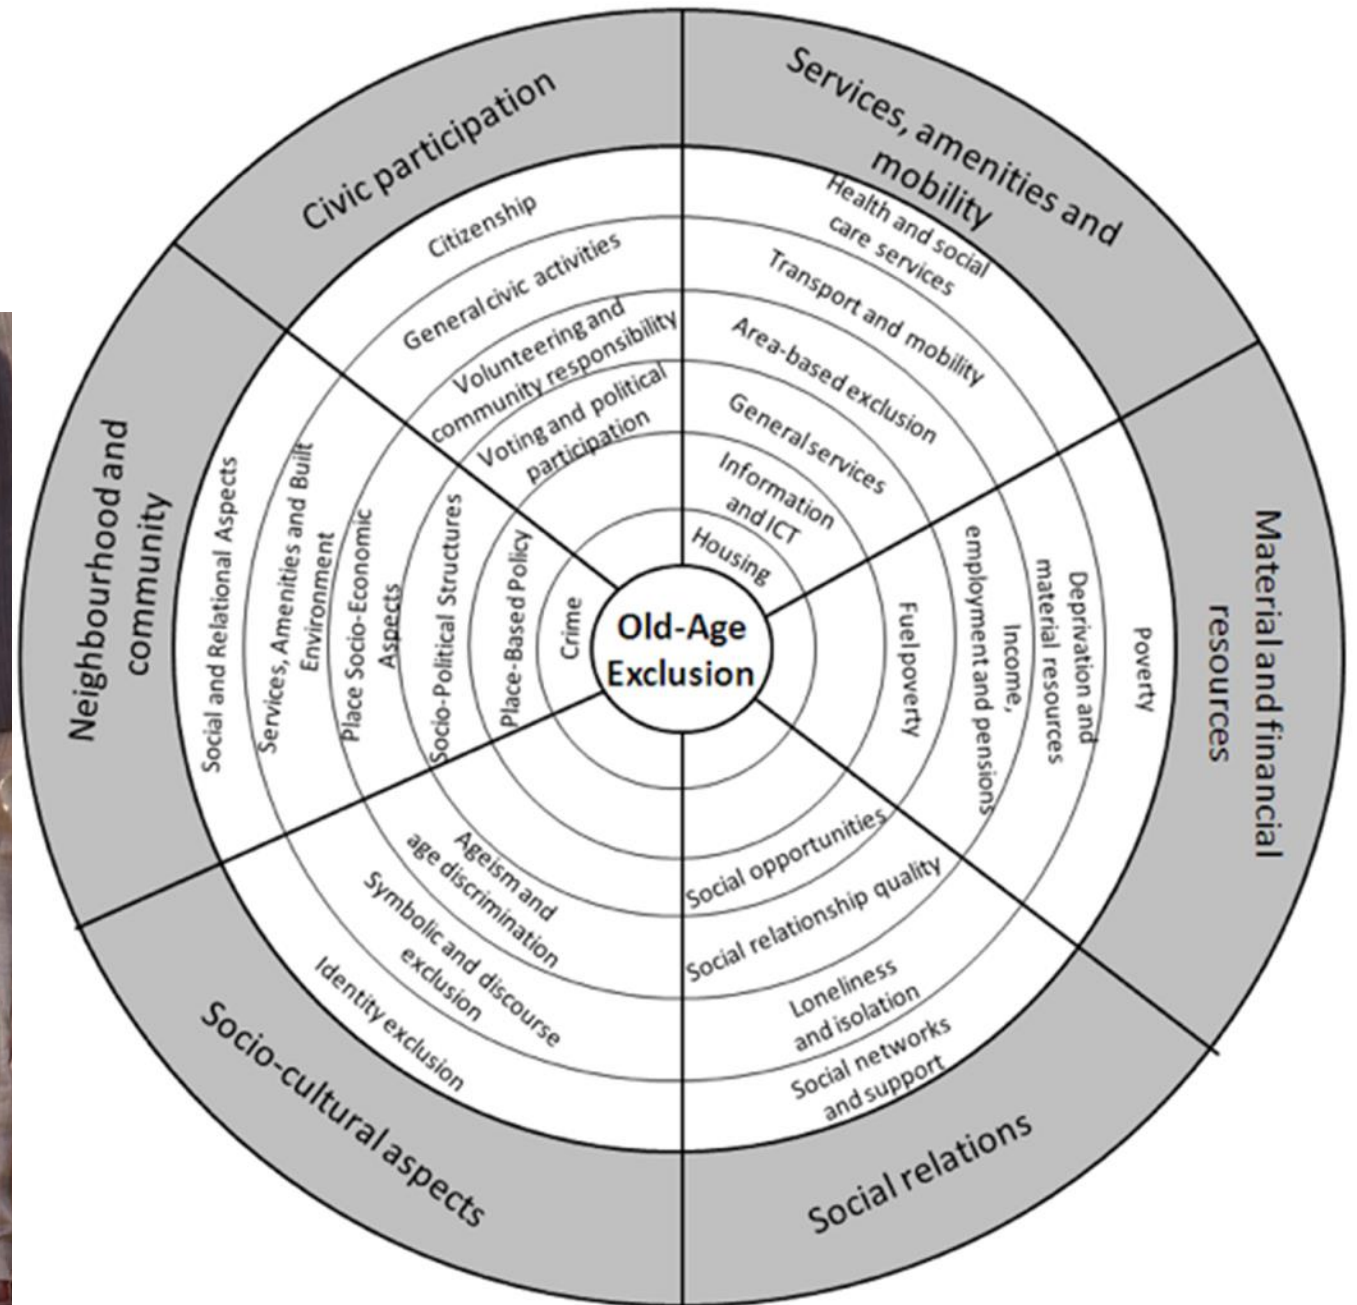 Old-Age
Exclusion
Civic participation
Citizenship
General civic activities
Volunteering and
community responsibility
Voting and political
participation
Services, amenities and
mobility
Health and social
care services
Transport and mobility
Area-based exclusion
General services
Information
and ICT
Housing
Material and financial
resources
Poverty
Deprivation and
material resources
Income,
employment and pensions
Fuel poverty
Social relations
Social networks
and support
Loneliness
and isolation
Social relationship quality
Social opportunities
Socio-cultural aspects
Identity exclusion
Symbolic and discourse
exclusion
Ageism and
age discrimination
Neighbourhood and
community
Social and Relational Aspects
Services, Amenities and Built
Environment
Place Socio-Economic
Aspects
Socio-Political Structures
Place-Based Policy
Crime